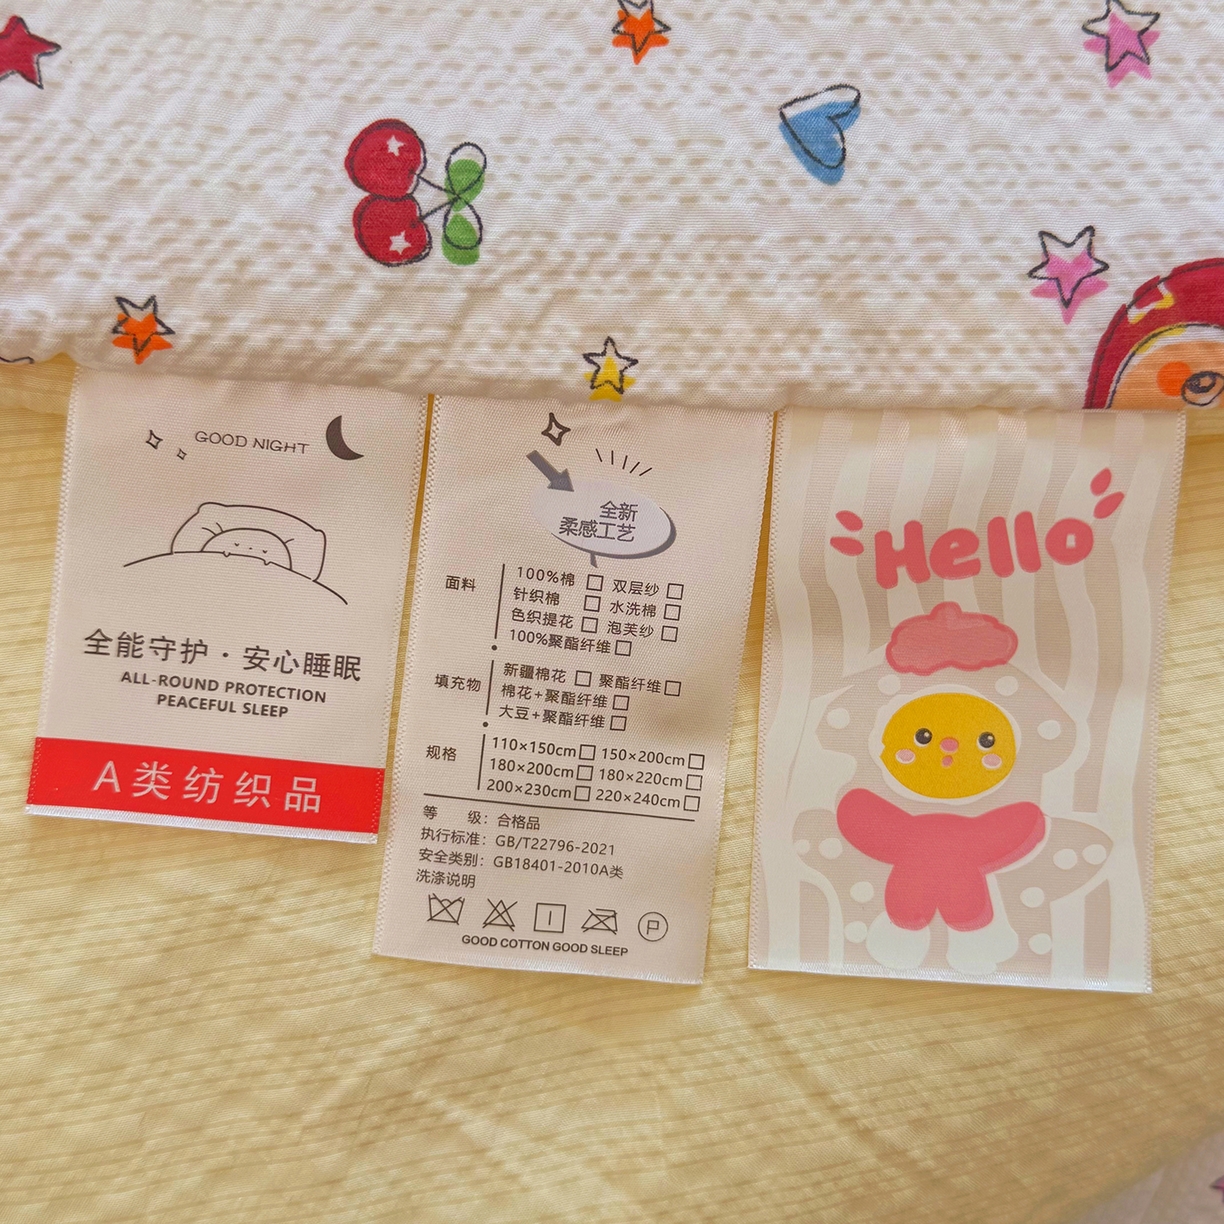 GOOD NIGHT
全能守护·安心睡眠
ALL-ROUND PROTECTION
PEACEFUL SLEEP
A类纺织品
全新
柔感工艺
面料
100%棉 □ 双层纱 □
针织棉 □ 水洗棉 □
色织提花 □ 泡芙纱 □
100%聚酯纤维 □
填充物
新疆棉花 □ 聚酯纤维 □
棉花+聚酯纤维 □
大豆+聚酯纤维 □
规格
110×150cm □ 150×200cm □
180×200cm □ 180×220cm □
200×230cm □ 220×240cm □
等 级：合格品
执行标准：GB/T22796-2021
安全类别：GB18401-2010A类
洗涤说明
P
GOOD COTTON GOOD SLEEP
Hello